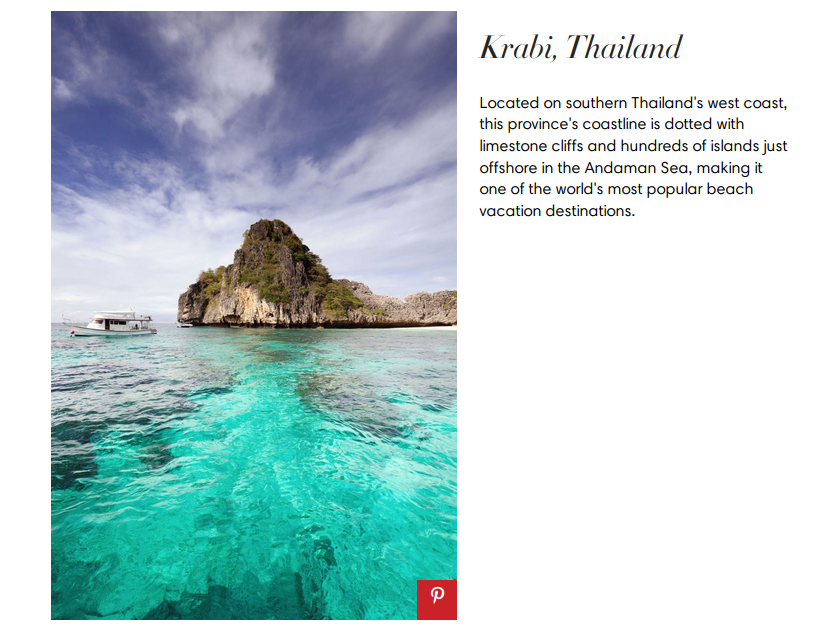 Krabi, Thailand
Located on southern Thailand's west coast,
this province's coastline is dotted with
limestone cliffs and hundreds of islands just
offshore in the Andaman Sea, making it
one of the world's most popular beach
vacation destinations.